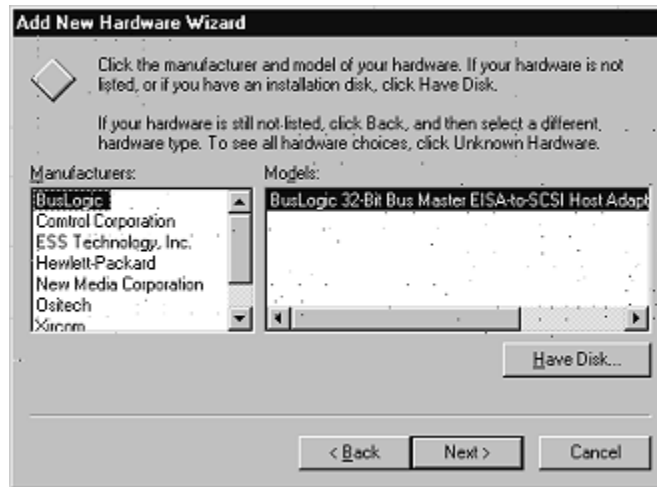 Add New Hardware Wizard
Click the manufacturer and model of your hardware. If your hardware is not
listed, or if you have an installation disk, click Have Disk.
If your hardware is still not listed, click Back, and then select a different
hardware type. To see all hardware choices, click Unknown Hardware.
Manufacturers:
Models:
BusLogic
Comtrol Corporation
ESS Technology, Inc.
Hewlett-Packard
New Media Corporation
Ositech
Xircom
BusLogic 32-Bit Bus Master EISA-to-SCSI Host Adapt
Have Disk...
< Back
Next >
Cancel